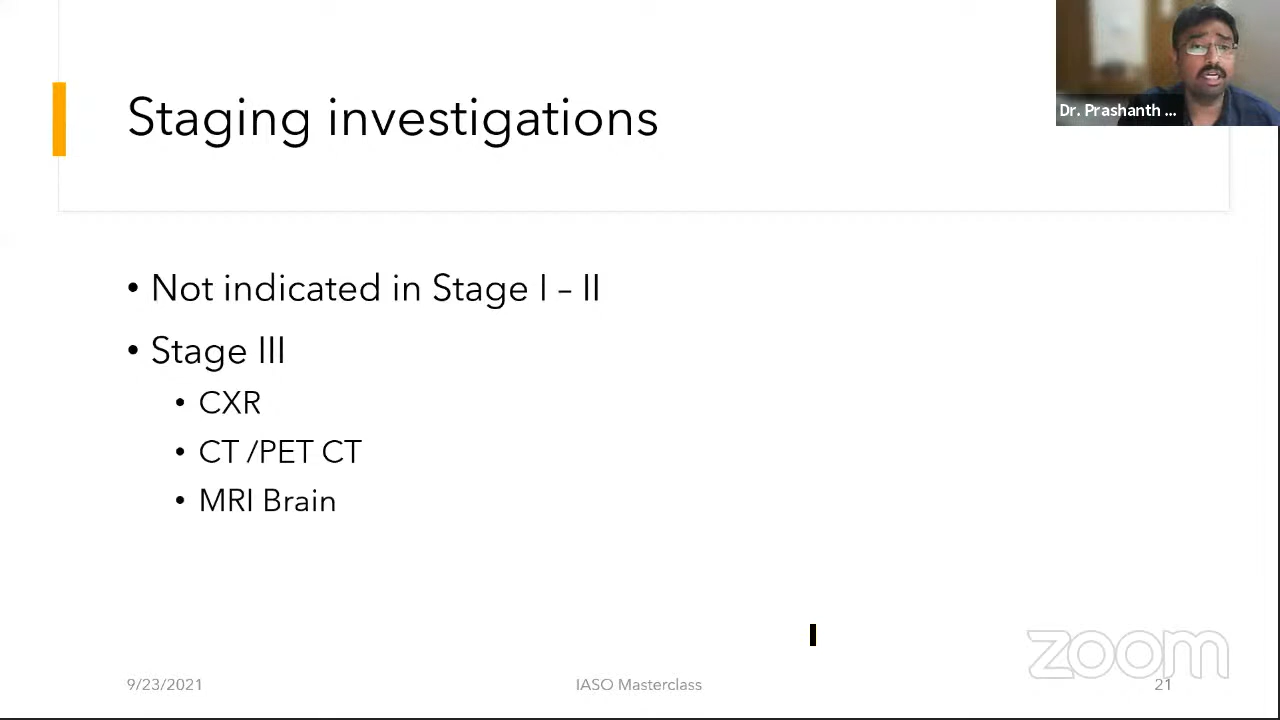 Dr. Prashanth ...
Staging investigations
• Not indicated in Stage I – II
• Stage III
• CXR
• CT /PET CT
• MRI Brain
zoom
9/23/2021
IASO Masterclass
21